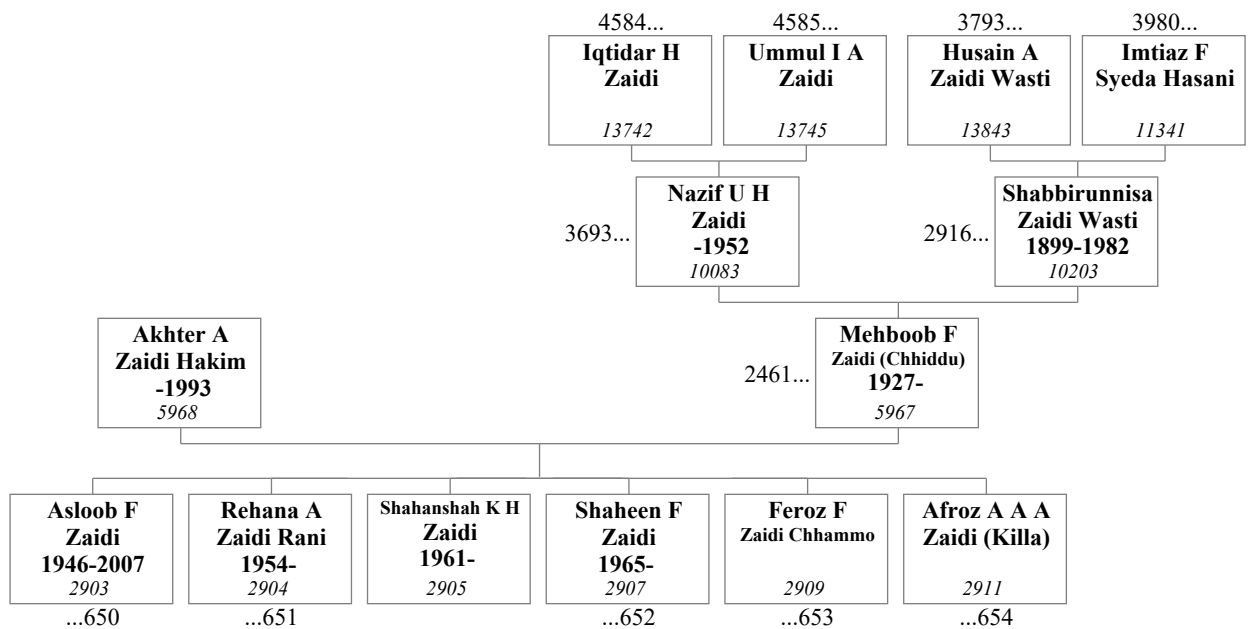 4584...
4585...
3793...
3980...
Iqtidar H
Zaidi
13742
Ummul I A
Zaidi
13745
Husain A
Zaidi Wasti
13843
Imtiaz F
Syeda Hasani
11341
3693...
Nazif U H
Zaidi
-1952
10083
2916...
Shabbirunnisa
Zaidi Wasti
1899-1982
10203
Akhter A
Zaidi Hakim
-1993
5968
2461...
Mehboob F
Zaidi (Chhiddu)
1927-
5967
Asloob F
Zaidi
1946-2007
2903
...650
Rehana A
Zaidi Rani
1954-
2904
...651
Shahanshah K H
Zaidi
1961-
2905
Shaheen F
Zaidi
1965-
2907
...652
Feroz F
Zaidi Chhammo
2909
...653
Afroz A A A
Zaidi (Killa)
2911
...654